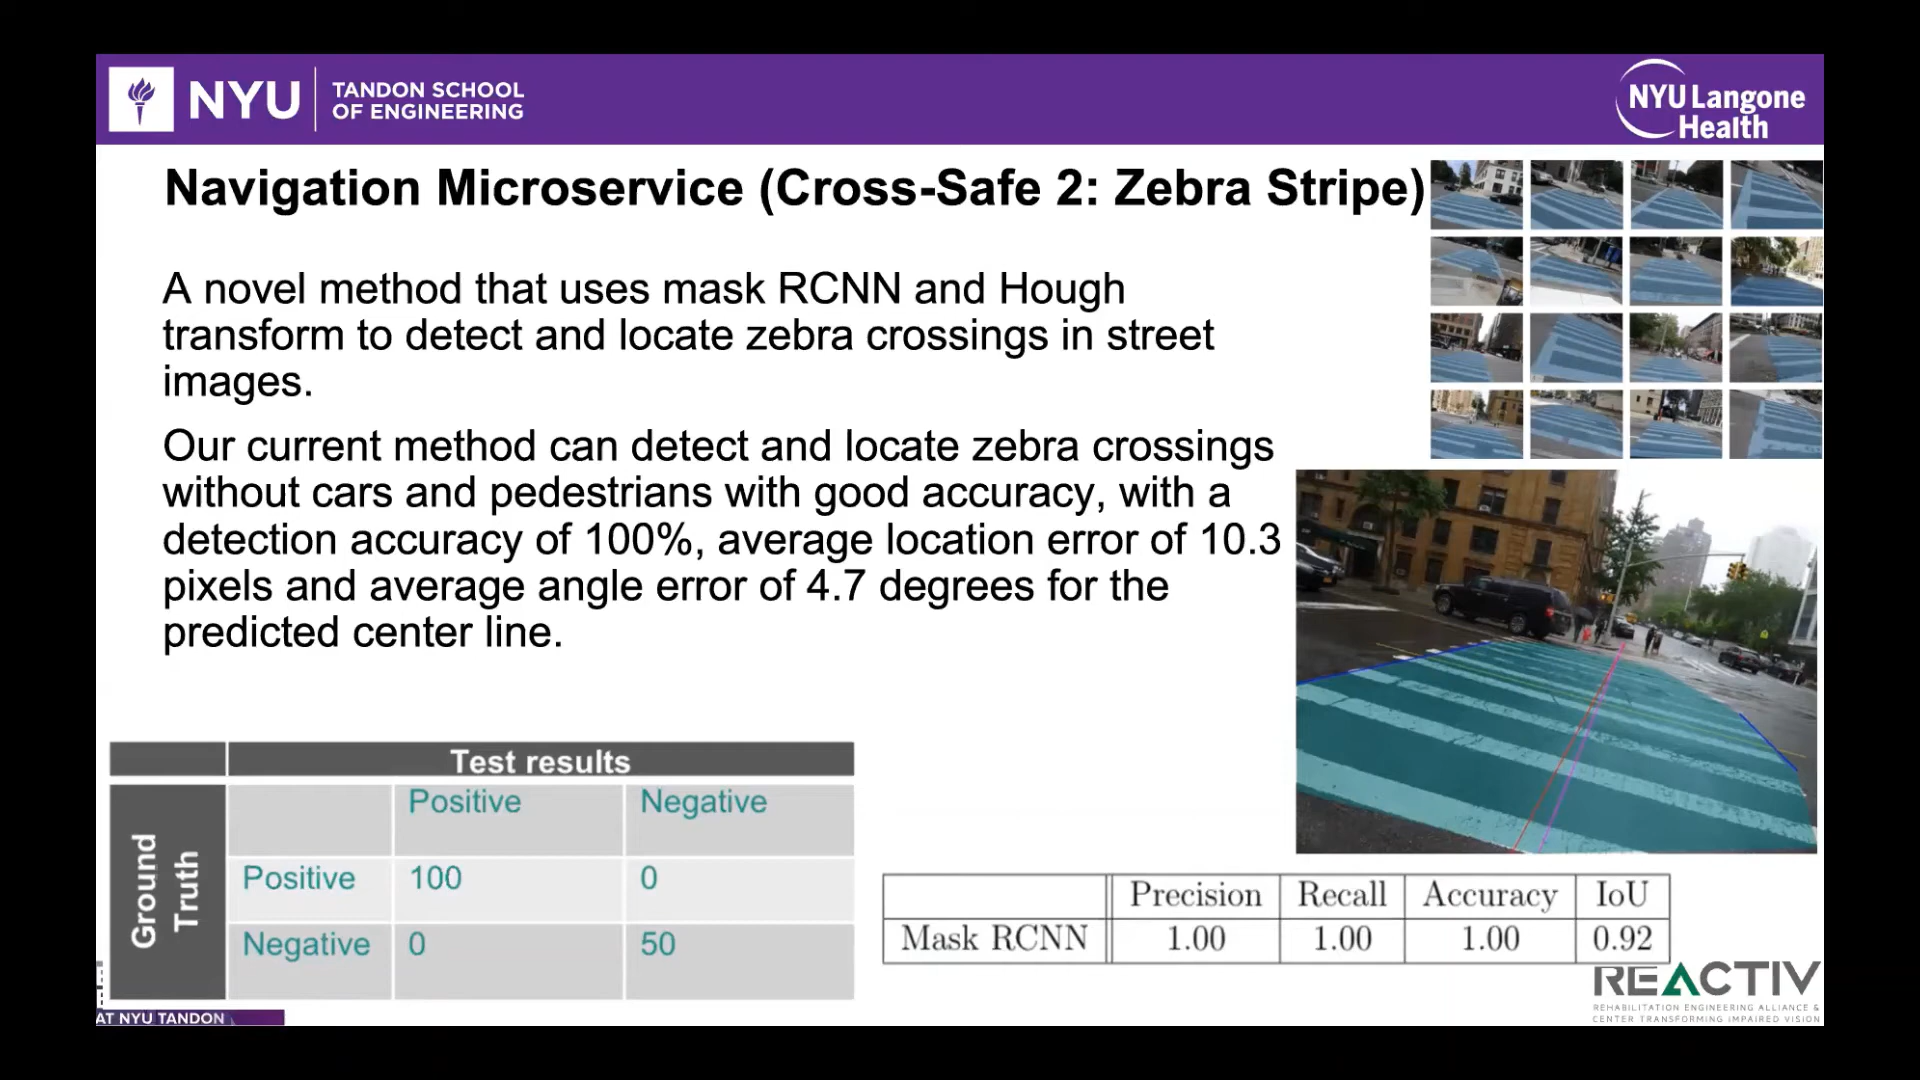 NYU
TANDON SCHOOL
OF ENGINEERING
NYU Langone
Health
Navigation Microservice (Cross-Safe 2: Zebra Stripe)
A novel method that uses mask RCNN and Hough
transform to detect and locate zebra crossings in street
images.
Our current method can detect and locate zebra crossings
without cars and pedestrians with good accuracy, with a
detection accuracy of 100%, average location error of 10.3
pixels and average angle error of 4.7 degrees for the
predicted center line.
Test results
Positive Negative
Ground
Truth
Positive 100 0
Negative 0 50
Precision Recall Accuracy IoU
Mask RCNN 1.00 1.00 1.00 0.92
REACTIV
REHABILITATION ENGINEERING ALLIANCE &
CENTER TRANSFORMING IMPAIRED VISION
AT NYU TANDON